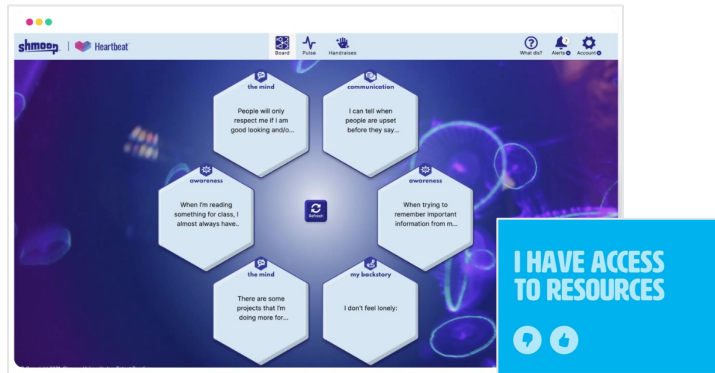 shmoop | Heartbeat
Board
Pulse
Handraises
What dis?
Alerts
Account
the mind
People will only
respect me if I am
good looking and/o...
communication
I can tell when
people are upset
before they say...
awareness
When I'm reading
something for class, I
almost always have..
Refresh
awareness
When trying to
remember important
information from m...
the mind
There are some
projects that I'm
doing more for...
my backstory
I don't feel lonely:
I HAVE ACCESS
TO RESOURCES